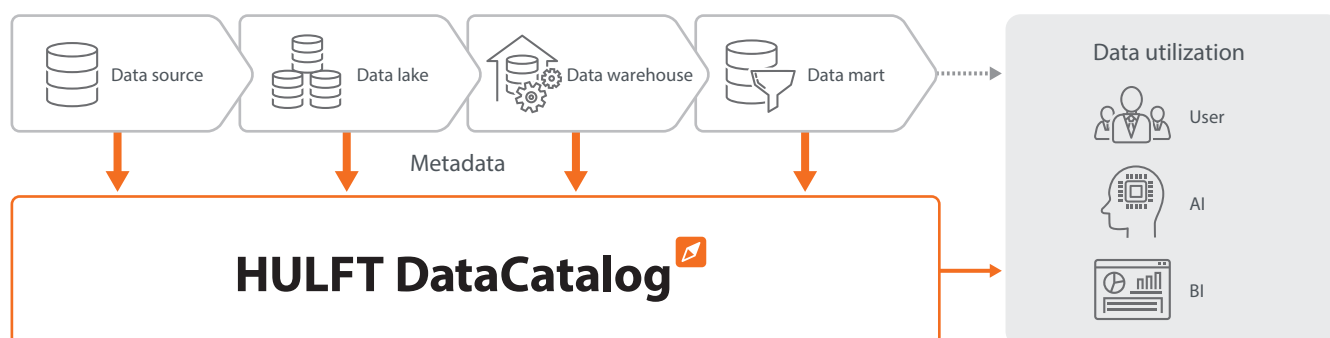 Data source
Data lake
Data warehouse
Data mart
Data utilization
User
Metadata
AI
HULFT DataCatalog
BI